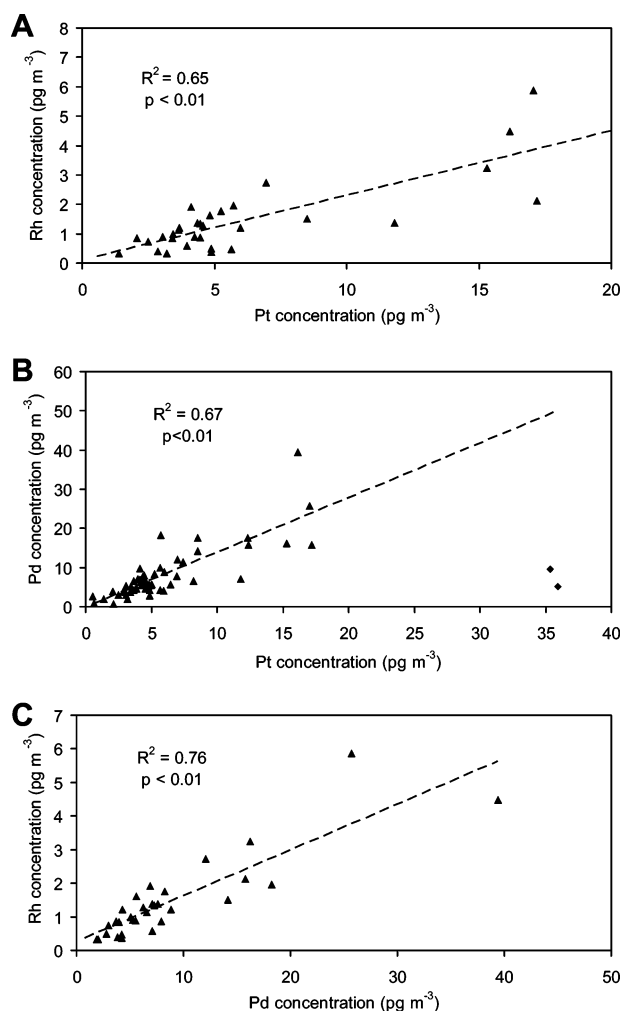 A
8
7
6
5
4
3
2
1
0
Rh concentration (pg m⁻³)
R² = 0.65
p < 0.01
0 5 10 15 20
Pt concentration (pg m⁻³)
B
60
50
40
30
20
10
0
Pd concentration (pg m⁻³)
R² = 0.67
p<0.01
0 5 10 15 20 25 30 35 40
Pt concentration (pg m⁻³)
C
7
6
5
4
3
2
1
0
Rh concentration (pg m⁻³)
R² = 0.76
p < 0.01
0 10 20 30 40 50
Pd concentration (pg m⁻³)